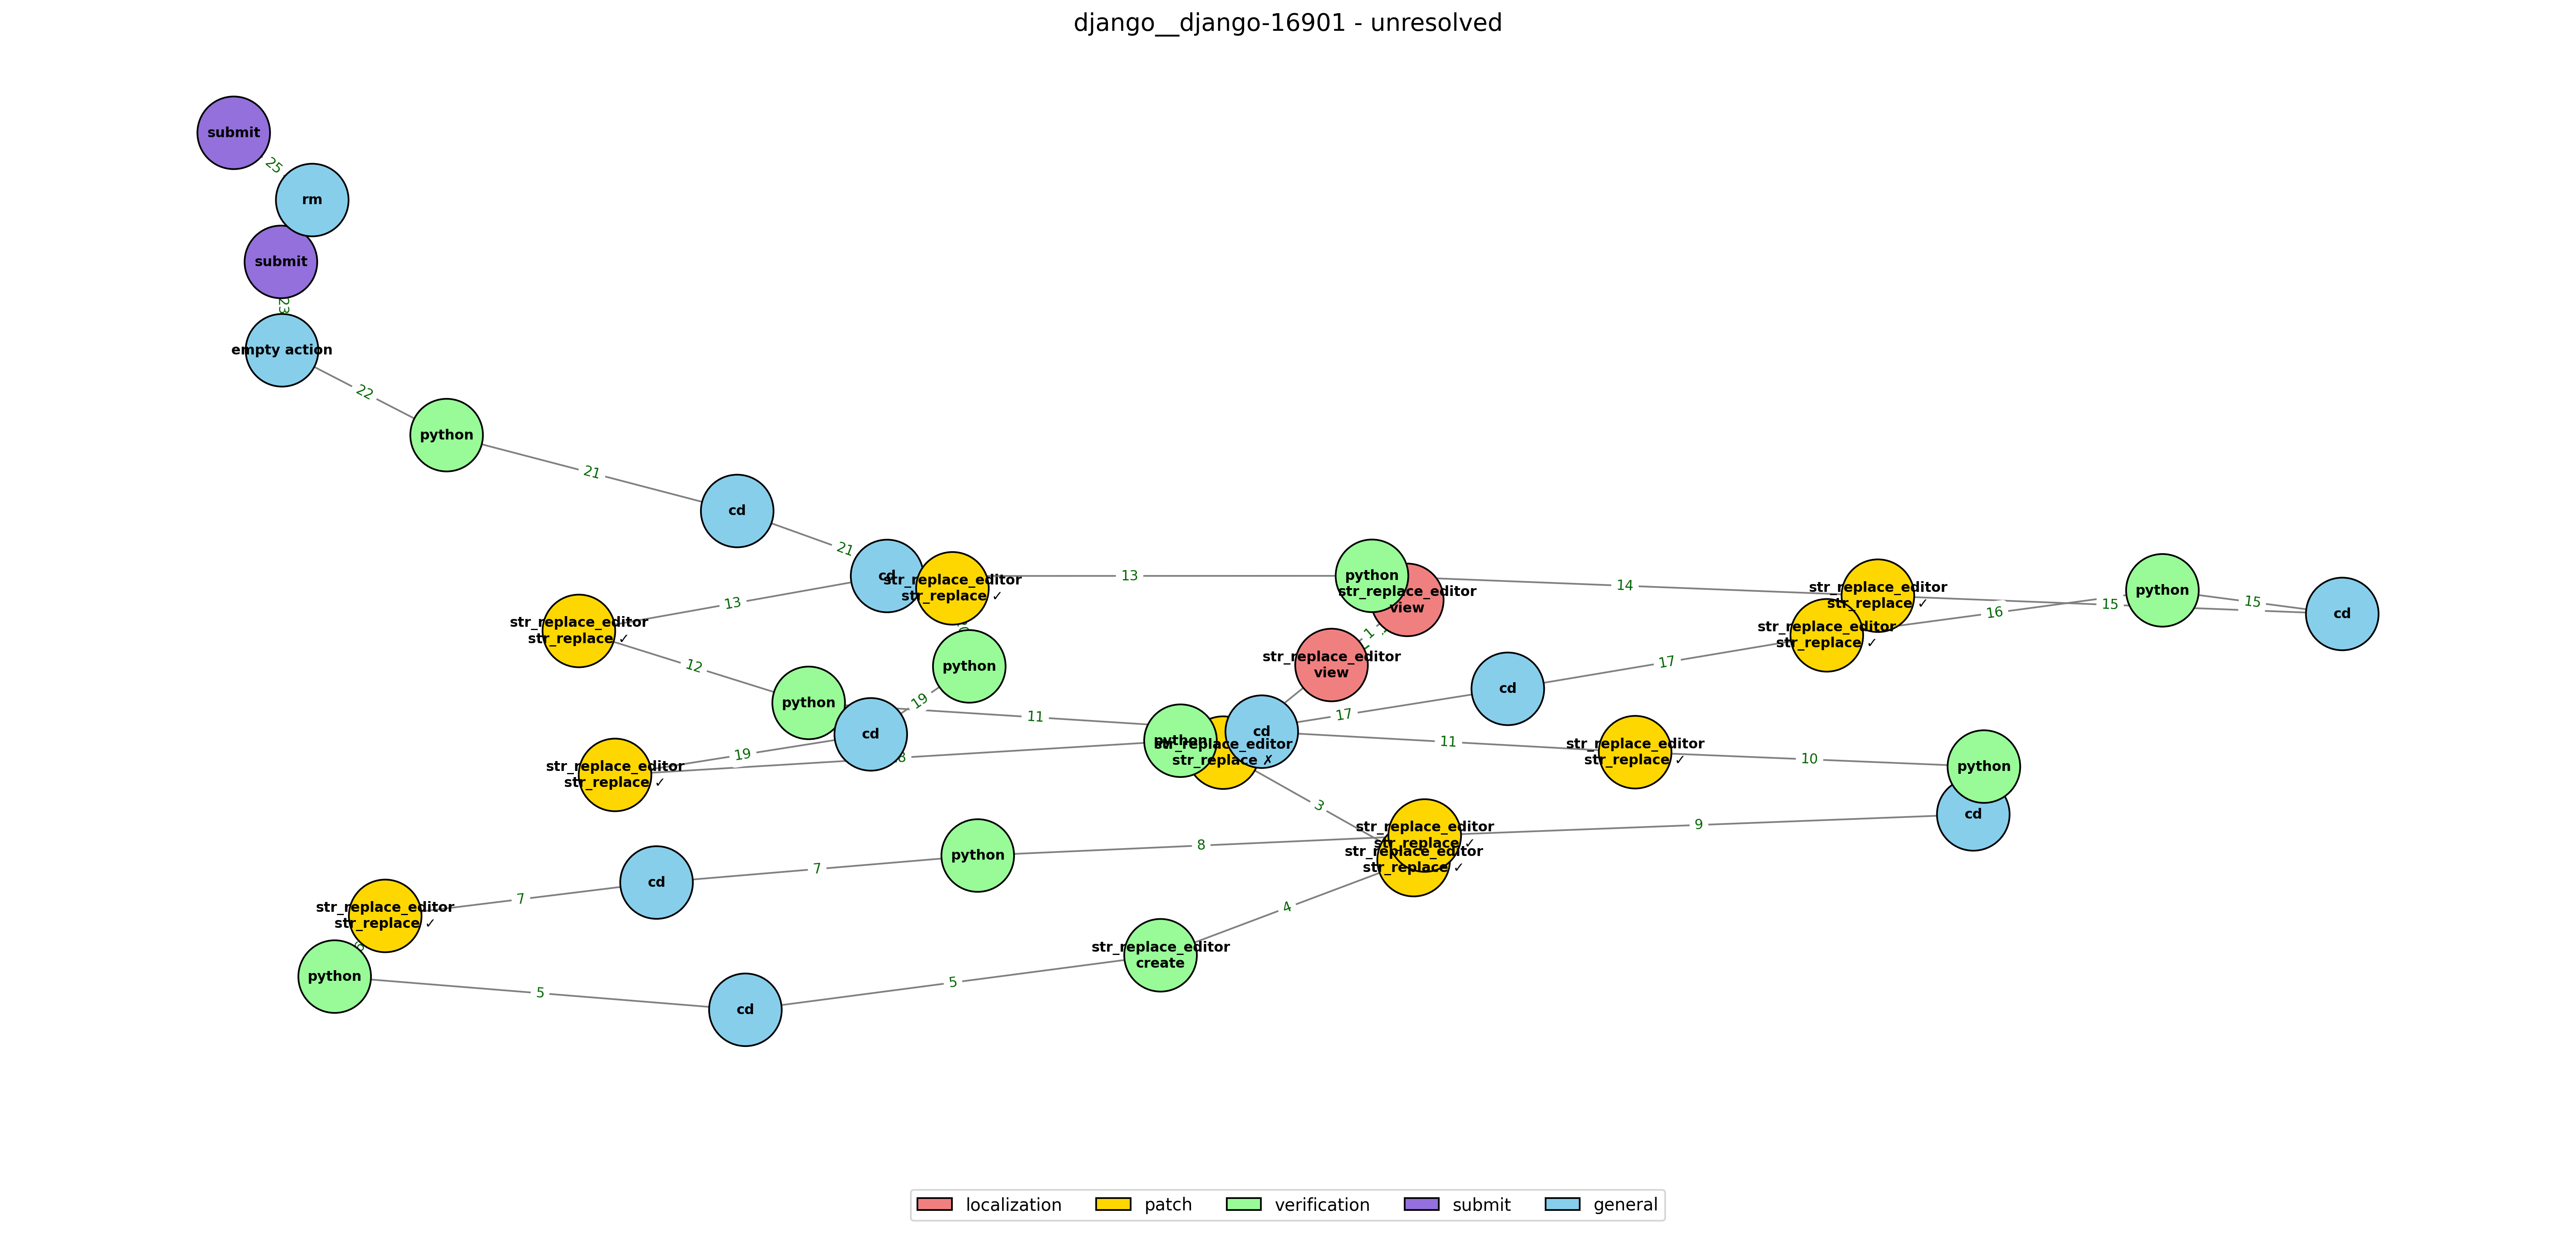 django__django-16901 - unresolved
submit
25
rm
submit
23
empty action
22
python
21
cd
21
cd
str_replace_editor
str_replace ✓
13
python
str_replace_editor
view
14
str_replace_editor
str_replace ✓
15
python
15
cd
13
str_replace_editor
str_replace ✓
1
16
str_replace_editor
str_replace ✓
12
python
str_replace_editor
view
17
cd
python
19
cd
11
17
11
cd
python
str_replace_editor
str_replace ✗
str_replace_editor
str_replace ✓
10
python
19
8
str_replace_editor
str_replace ✓
3
cd
9
str_replace_editor
str_replace ✓
str_replace_editor
str_replace ✓
8
python
7
cd
7
str_replace_editor
str_replace ✓
4
str_replace_editor
create
6
python
5
cd
5
localization
patch
verification
submit
general